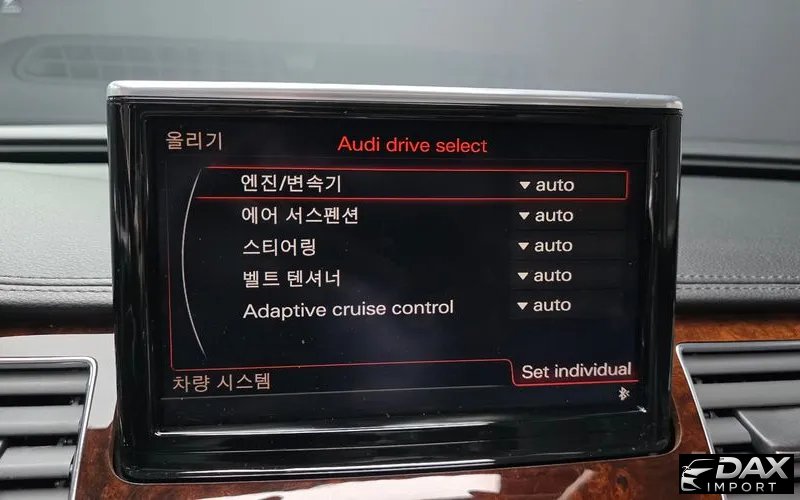 올리기
Audi drive select
엔진/변속기 ▼ auto
에어 서스펜션 ▼ auto
스티어링 ▼ auto
벨트 텐셔너 ▼ auto
Adaptive cruise control ▼ auto
차량 시스템
Set individual
DAX
IMPORT